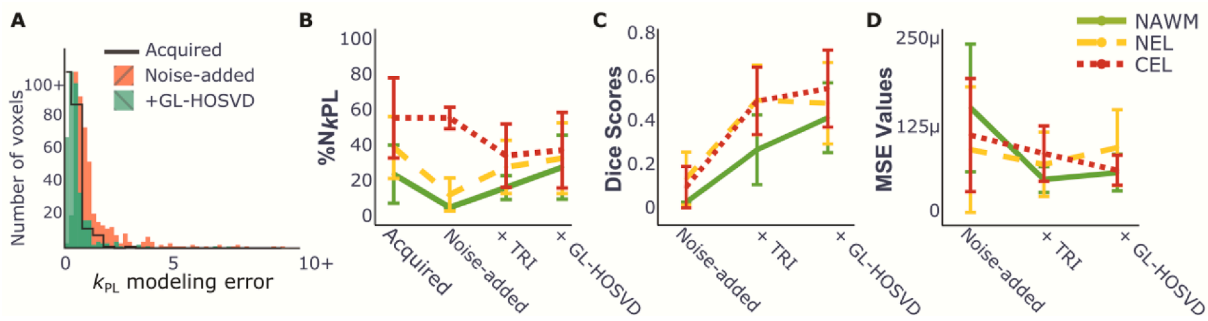 A
Number of voxels
100+
80
60
40
20
0
5
10+
k PL modeling error
Acquired
Noise-added
+GL-HOSVD
B
%NkPL
100
80
60
40
20
0
Acquired
Noise-added
+ TRI
+ GL-HOSVD
C
Dice Scores
0.8
0.6
0.4
0.2
0
Noise-added
+ TRI
+ GL-HOSVD
D
MSE Values
250µ
125µ
0
Noise-added
+ TRI
+ GL-HOSVD
NAWM
NEL
CEL